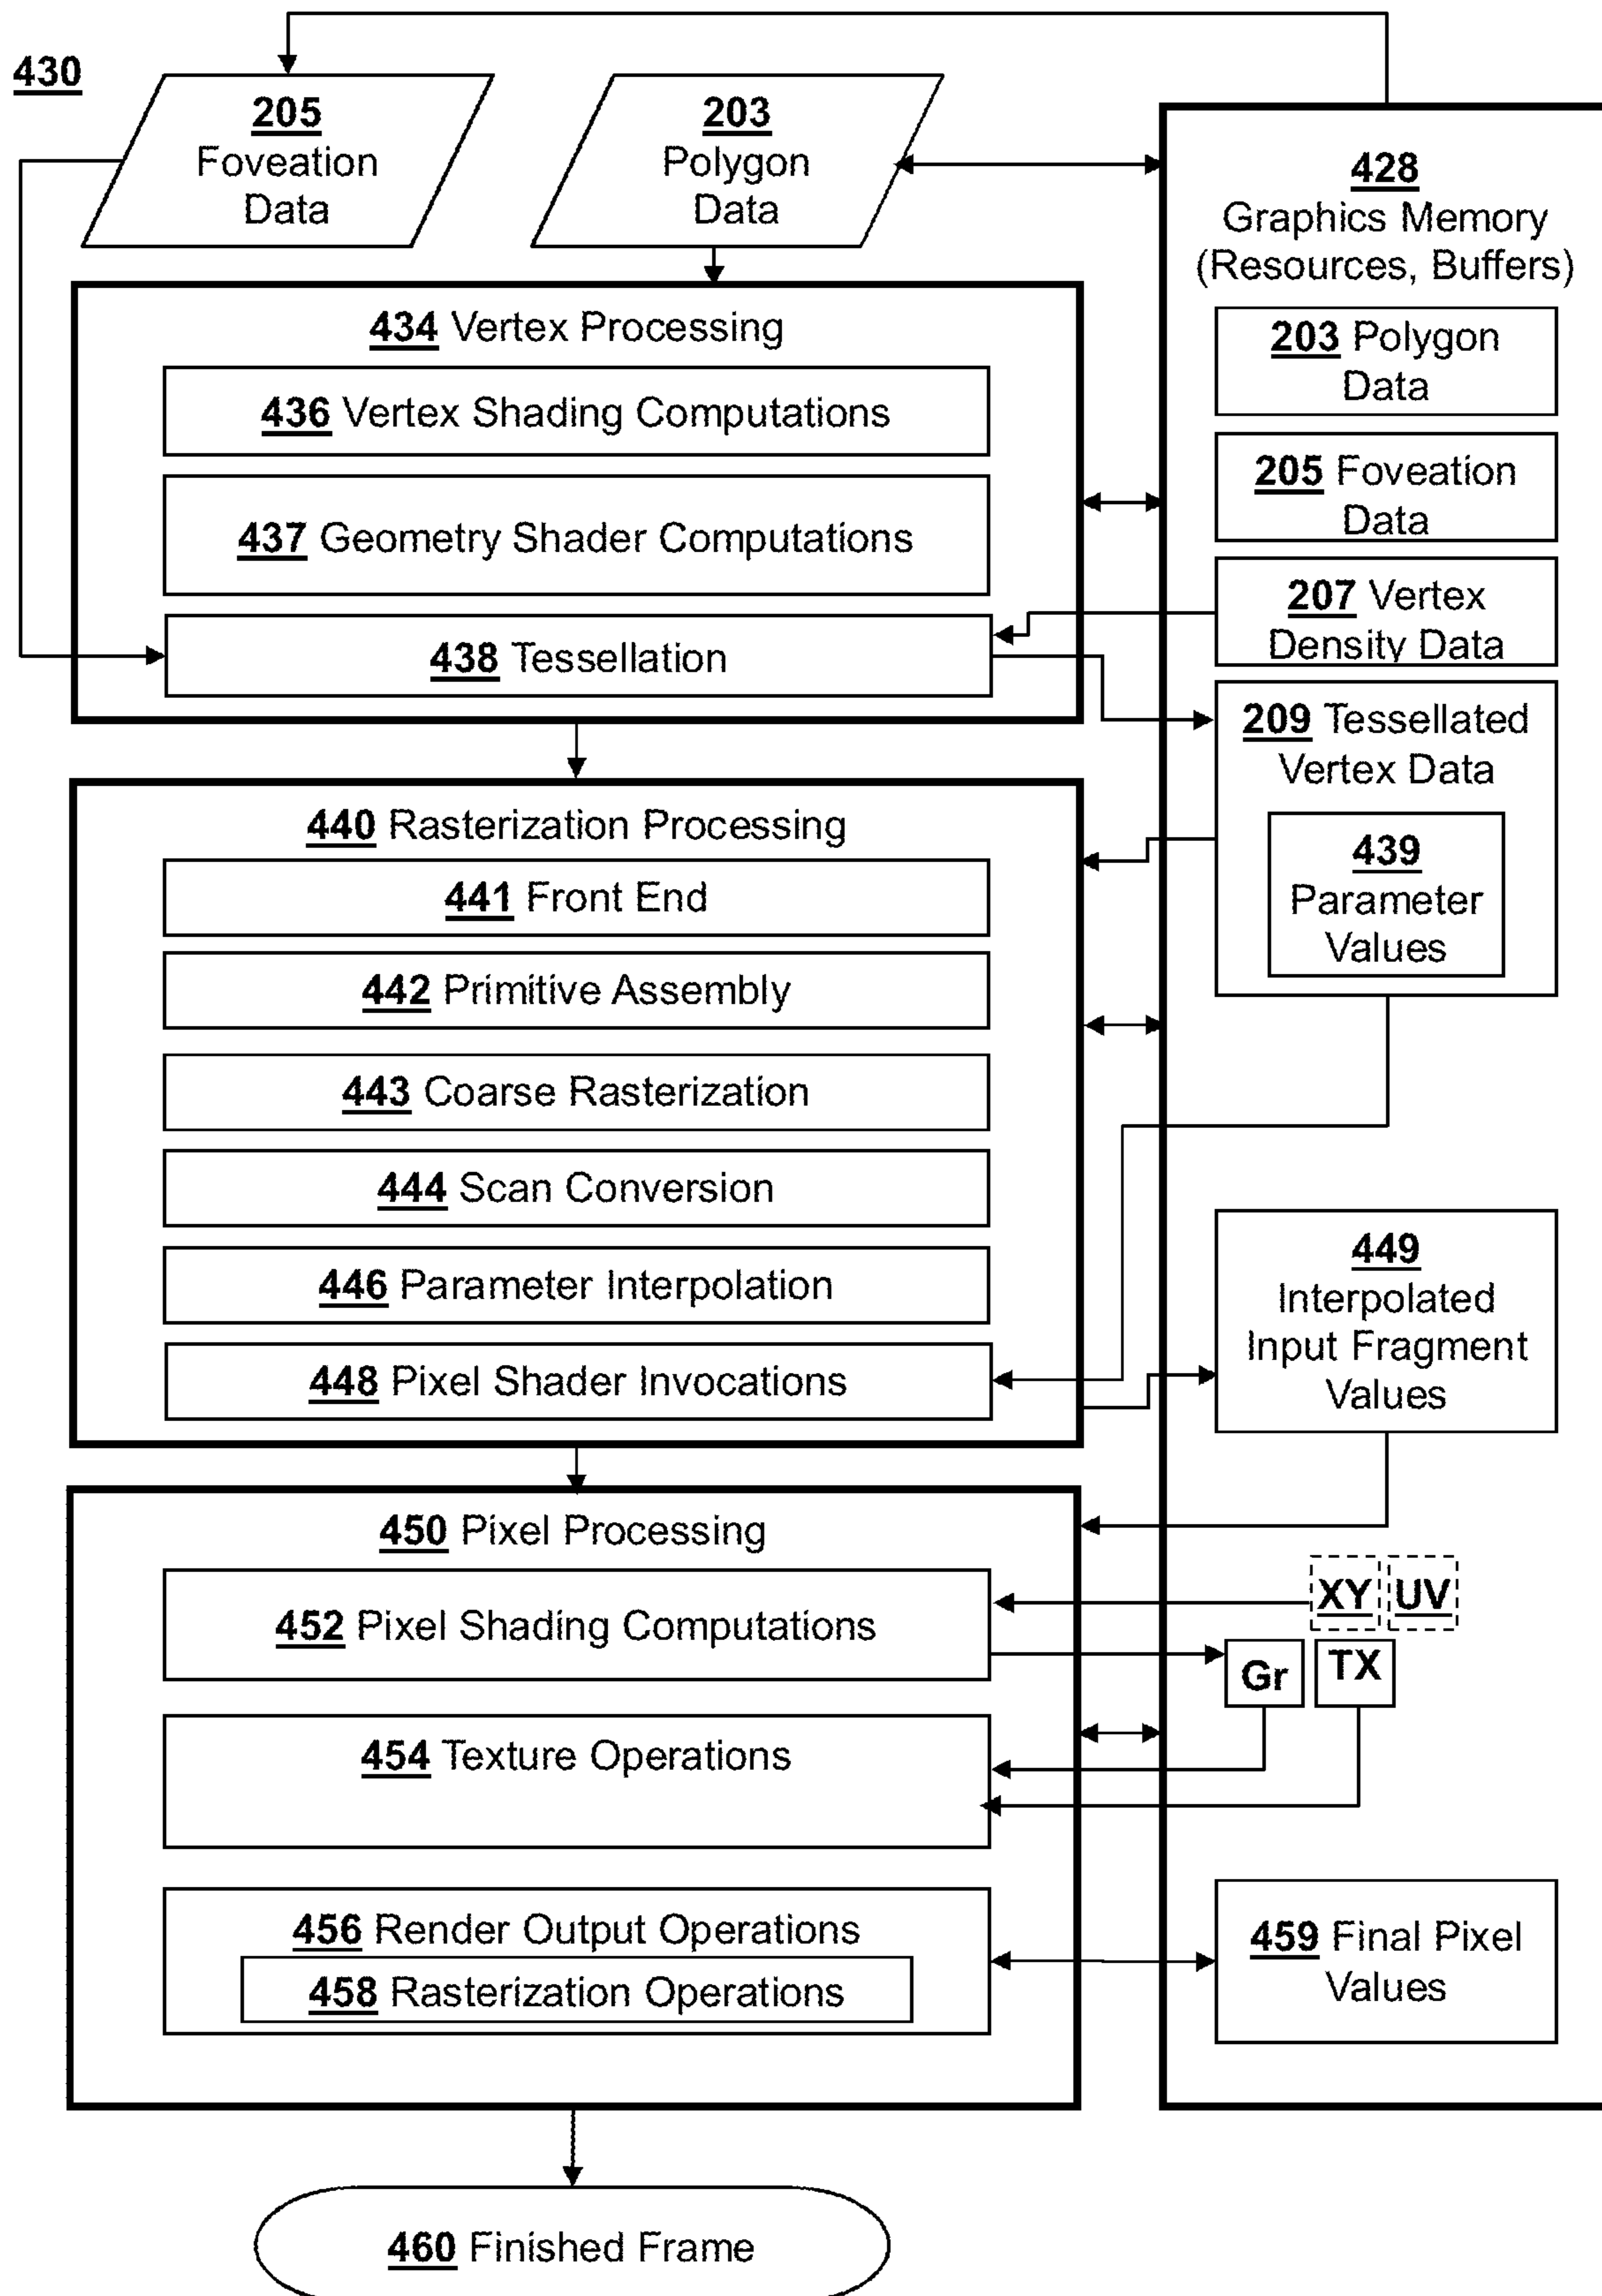 430
205
Foveation
Data
203
Polygon
Data
434 Vertex Processing
436 Vertex Shading Computations
437 Geometry Shader Computations
438 Tessellation
440 Rasterization Processing
441 Front End
442 Primitive Assembly
443 Coarse Rasterization
444 Scan Conversion
446 Parameter Interpolation
448 Pixel Shader Invocations
450 Pixel Processing
452 Pixel Shading Computations
454 Texture Operations
456 Render Output Operations
458 Rasterization Operations
460 Finished Frame
428
Graphics Memory
(Resources, Buffers)
203 Polygon
Data
205 Foveation
Data
207 Vertex
Density Data
209 Tessellated
Vertex Data
439
Parameter
Values
449
Interpolated
Input Fragment
Values
XY UV
Gr TX
459 Final Pixel
Values